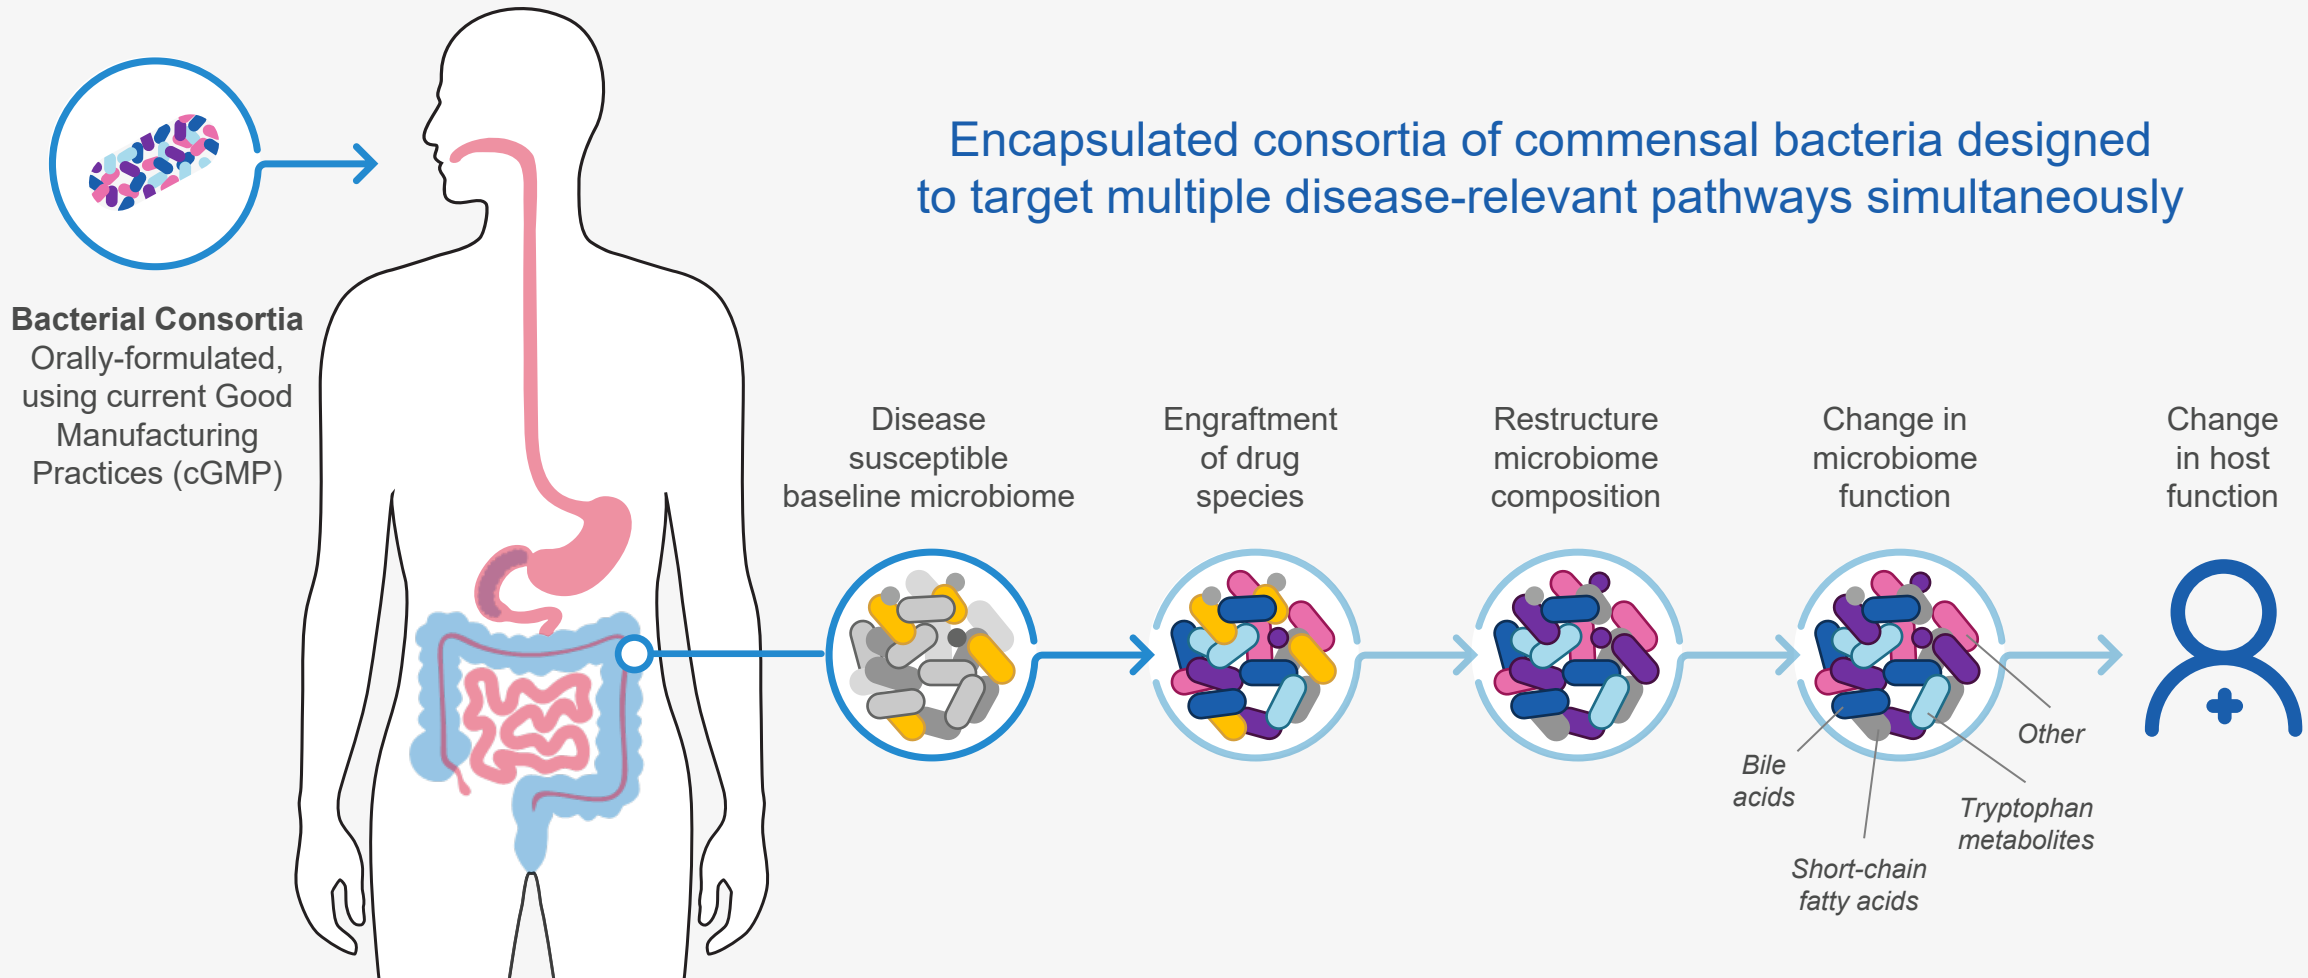 Encapsulated consortia of commensal bacteria designed
to target multiple disease-relevant pathways simultaneously
Bacterial Consortia
Orally-formulated,
using current Good
Manufacturing
Practices (cGMP)
Disease
susceptible
baseline microbiome
Engraftment
of drug
species
Restructure
microbiome
composition
Change in
microbiome
function
Change
in host
function
Bile
acids
Short-chain
fatty acids
Tryptophan
metabolites
Other